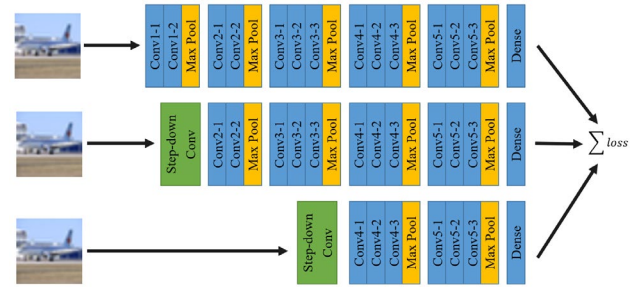 Conv1-1
Conv1-2
Max Pool
Conv2-1
Conv2-2
Max Pool
Conv3-1
Conv3-2
Conv3-3
Max Pool
Conv4-1
Conv4-2
Conv4-3
Max Pool
Conv5-1
Conv5-2
Conv5-3
Max Pool
Dense
Step-down
Conv
Conv2-1
Conv2-2
Max Pool
Conv3-1
Conv3-2
Conv3-3
Max Pool
Conv4-1
Conv4-2
Conv4-3
Max Pool
Conv5-1
Conv5-2
Conv5-3
Max Pool
Dense
∑ loss
Step-down
Conv
Conv4-1
Conv4-2
Conv4-3
Max Pool
Conv5-1
Conv5-2
Conv5-3
Max Pool
Dense